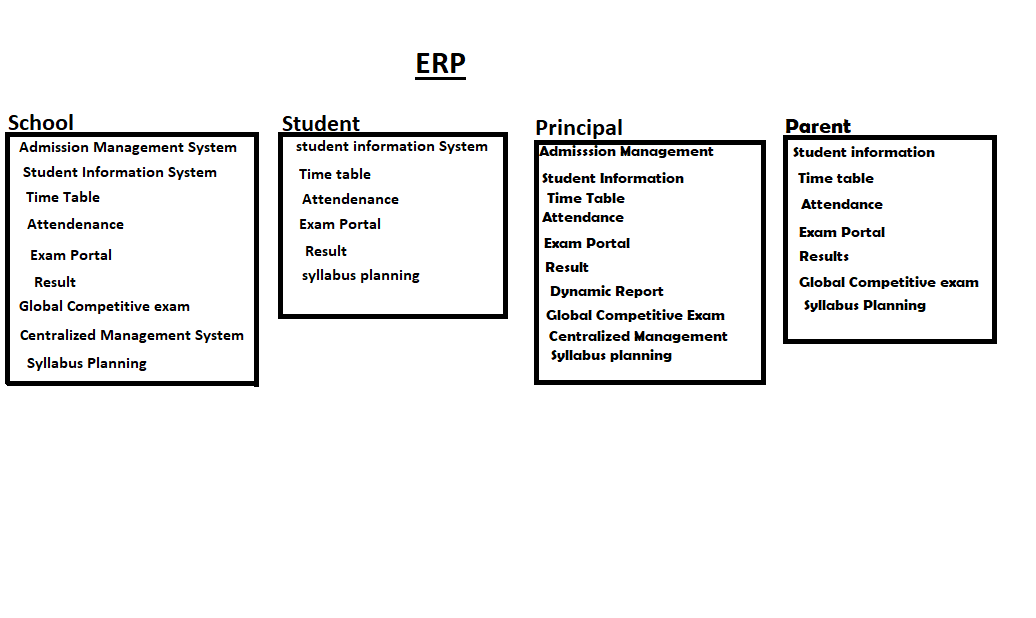 ERP
School
Admission Management System
Student Information System
Time Table
Attendenance
Exam Portal
Result
Global Competitive exam
Centralized Management System
Syllabus Planning
Student
student information System
Time table
Attendenance
Exam Portal
Result
syllabus planning
Principal
Admisssion Management
Student Information
Time Table
Attendance
Exam Portal
Result
Dynamic Report
Global Competitive Exam
Centralized Management
Syllabus planning
Parent
Student information
Time table
Attendance
Exam Portal
Results
Global Competitive exam
Syllabus Planning